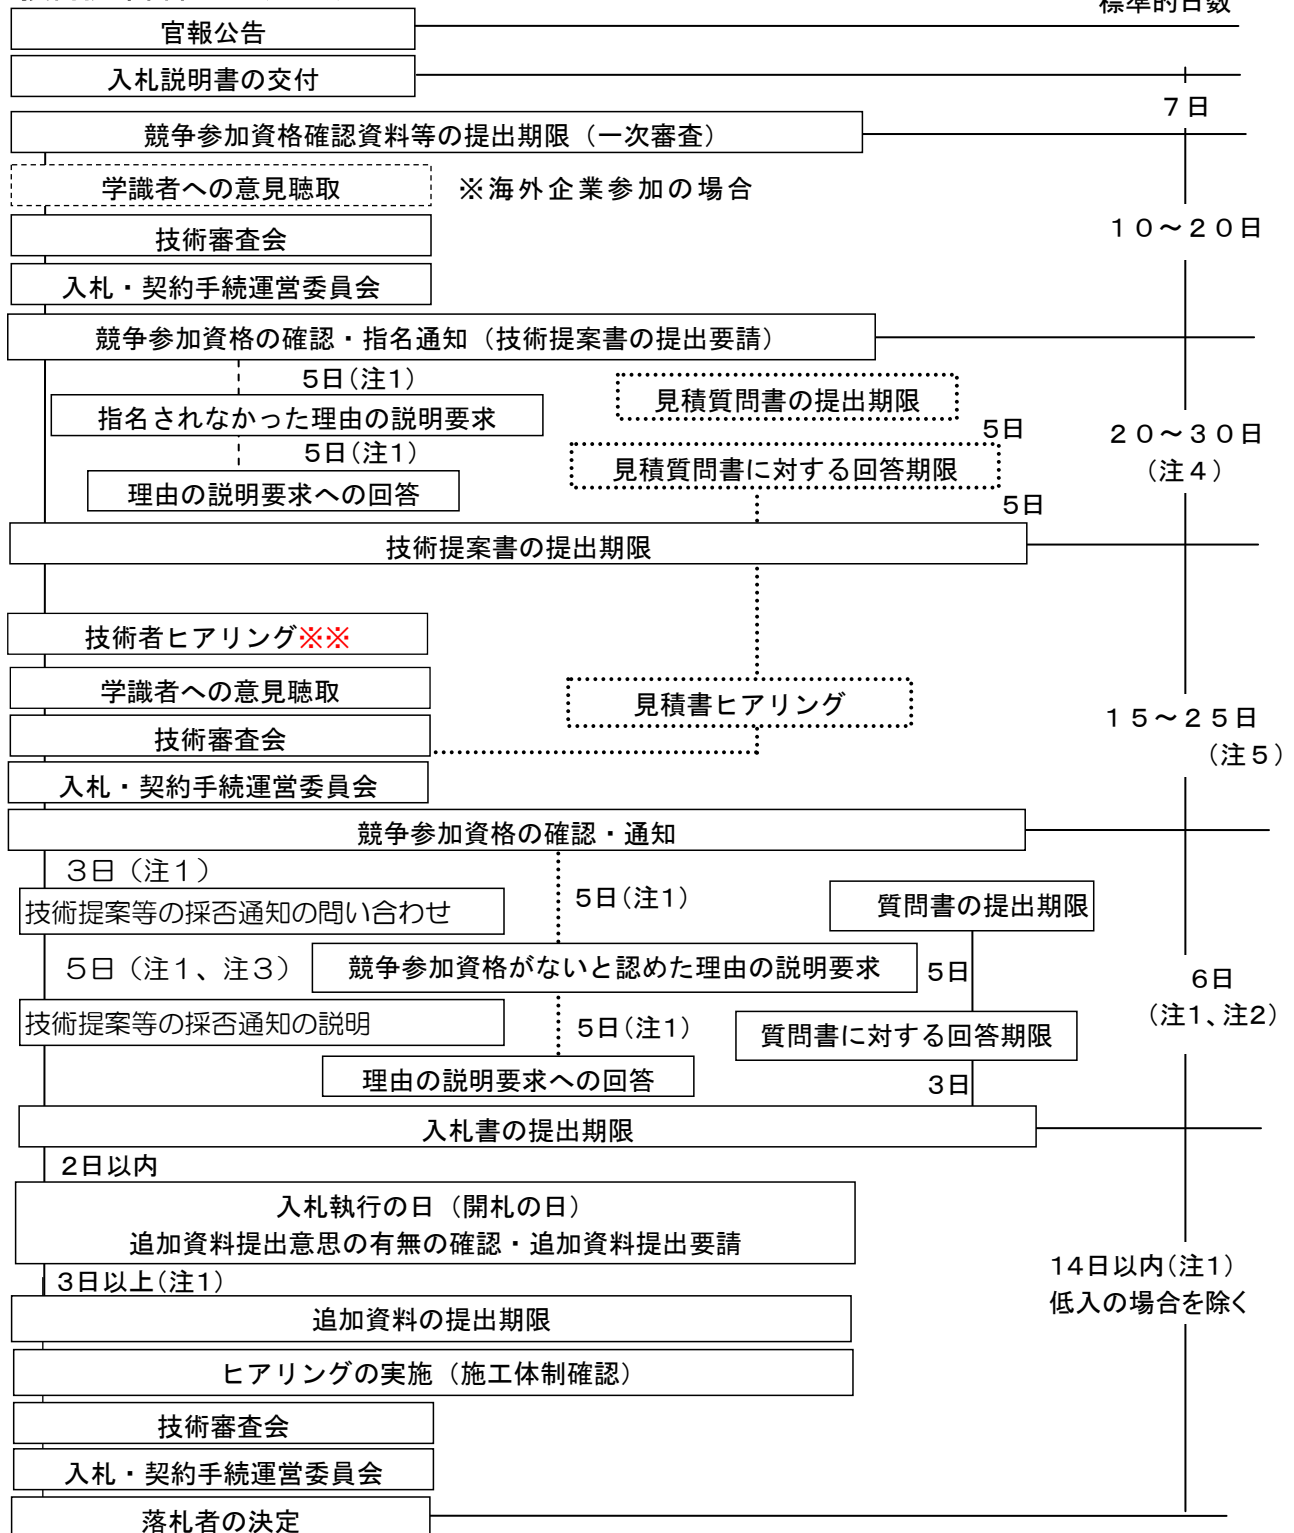 標準的日数
官報公告
入札説明書の交付
7日
競争参加資格確認資料等の提出期限（一次審査）
学識者への意見聴取
※海外企業参加の場合
技術審査会
10～20日
入札・契約手続運営委員会
競争参加資格の確認・指名通知（技術提案書の提出要請）
5日(注1)
見積質問書の提出期限
指名されなかった理由の説明要求
5日
20～30日
5日(注1)
見積質問書に対する回答期限
(注4)
理由の説明要求への回答
5日
技術提案書の提出期限
技術者ヒアリング※※
学識者への意見聴取
見積書ヒアリング
15～25日
技術審査会
(注5)
入札・契約手続運営委員会
競争参加資格の確認・通知
3日（注1）
5日(注1)
質問書の提出期限
技術提案等の採否通知の問い合わせ
5日（注1、注3）
競争参加資格がないと認めた理由の説明要求
5日
6日
技術提案等の採否通知の説明
5日(注1)
質問書に対する回答期限
(注1、注2)
理由の説明要求への回答
3日
入札書の提出期限
2日以内
入札執行の日（開札の日）
追加資料提出意思の有無の確認・追加資料提出要請
3日以上(注1)
14日以内(注1)
低入の場合を除く
追加資料の提出期限
ヒアリングの実施（施工体制確認）
技術審査会
入札・契約手続運営委員会
落札者の決定